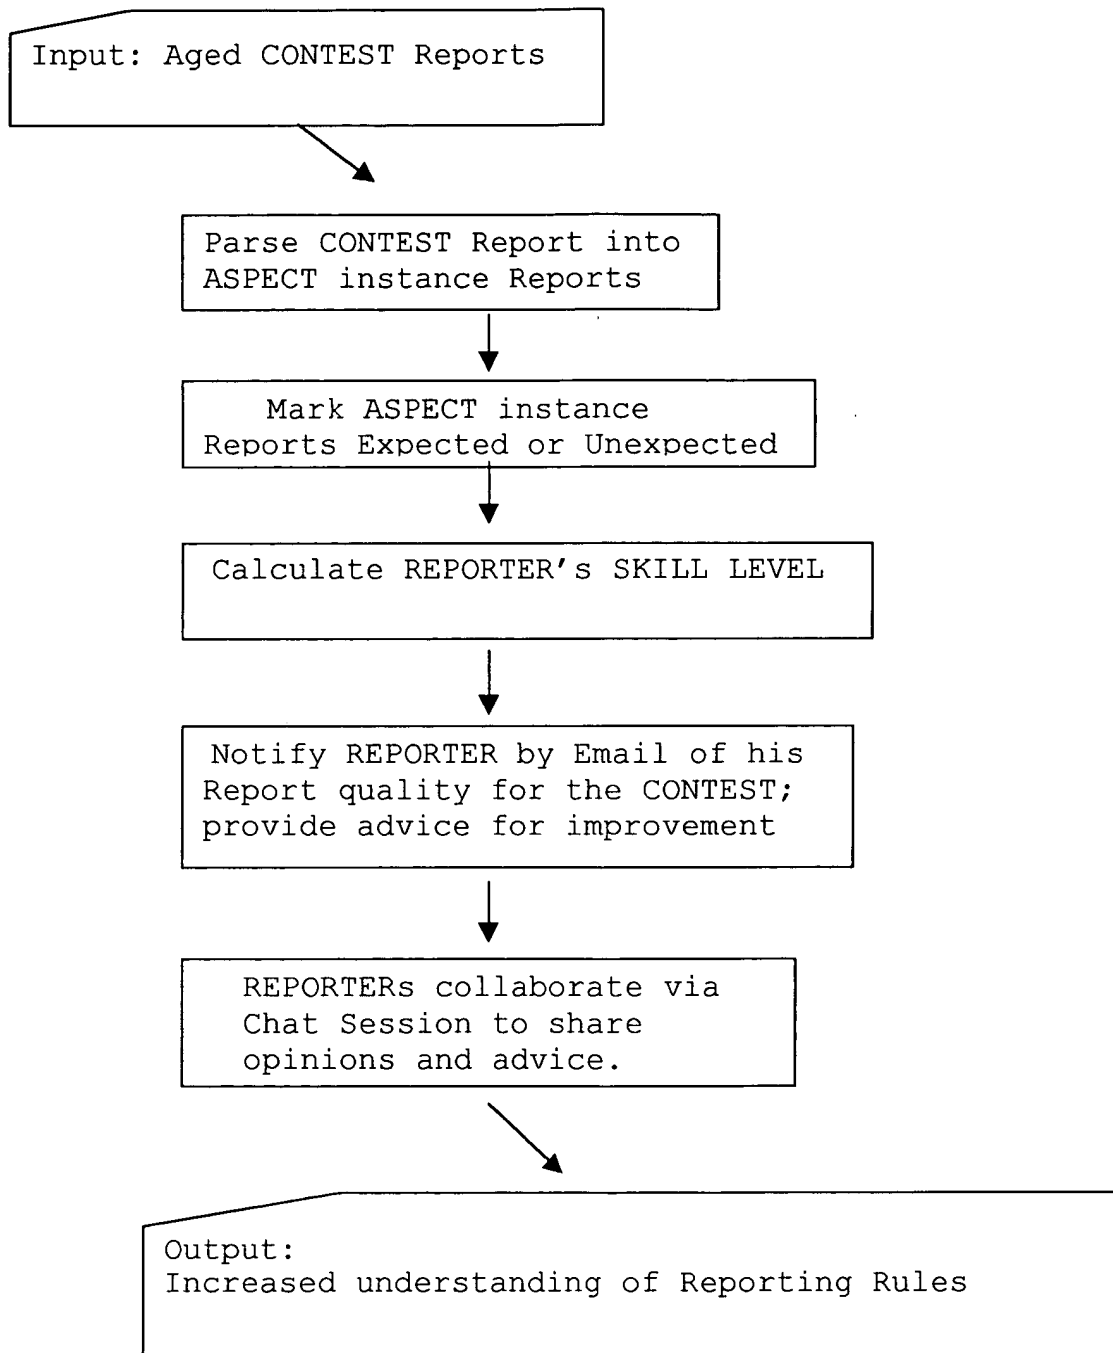 Input: Aged CONTEST Reports
Parse CONTEST Report into
ASPECT instance Reports
Mark ASPECT instance
Reports Expected or Unexpected
Calculate REPORTER's SKILL LEVEL
Notify REPORTER by Email of his
Report quality for the CONTEST;
provide advice for improvement
REPORTERs collaborate via
Chat Session to share
opinions and advice.
Output:
Increased understanding of Reporting Rules